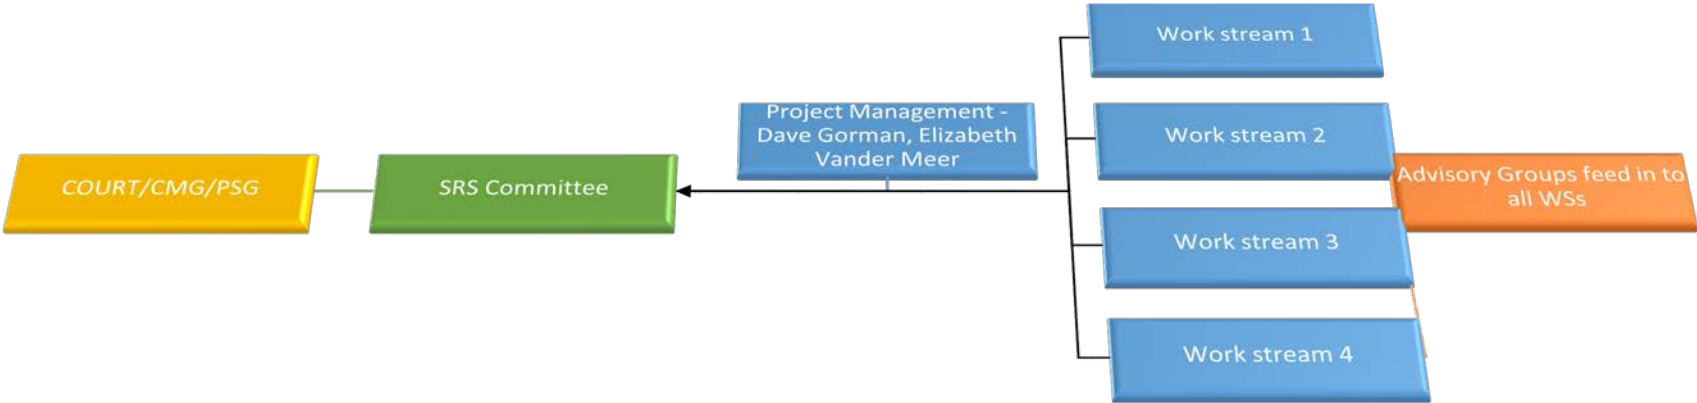 COURT/CMG/PSG
SRS Committee
Project Management -
Dave Gorman, Elizabeth
Vander Meer
Work stream 1
Work stream 2
Work stream 3
Work stream 4
Advisory Groups feed in to
all WSs